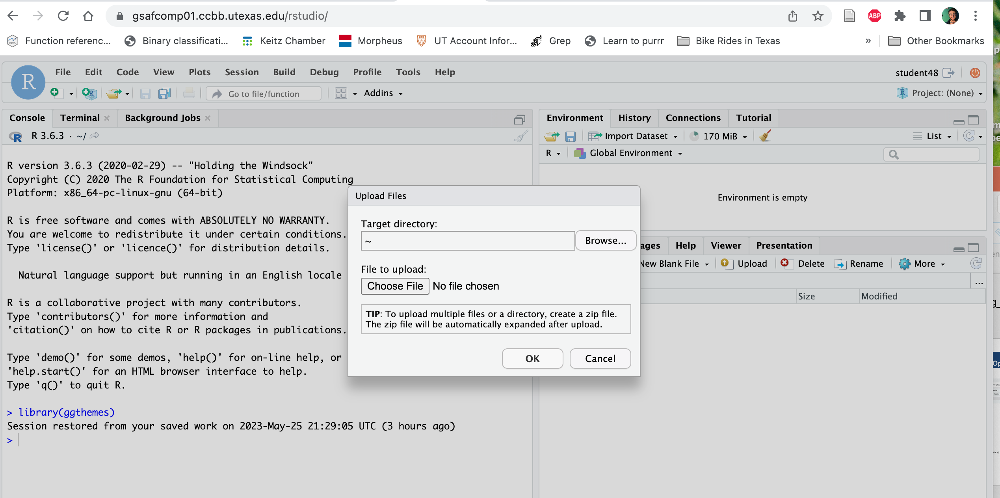 gsafcomp01.ccbb.utexas.edu/rstudio/
ABP
Function referenc...
Binary classificati...
Keitz Chamber
Morpheus
UT Account Infor...
Grep
Learn to purrr
Bike Rides in Texas
»
Other Bookmarks
R
File Edit Code View Plots Session Build Debug Profile Tools Help
student48
Go to file/function
Addins
Project: (None)
Console Terminal Background Jobs
R 3.6.3 · ~/
R version 3.6.3 (2020-02-29) -- "Holding the Windsock"
Copyright (C) 2020 The R Foundation for Statistical Computing
Platform: x86_64-pc-linux-gnu (64-bit)
R is free software and comes with ABSOLUTELY NO WARRANTY.
You are welcome to redistribute it under certain conditions.
Type 'license()' or 'licence()' for distribution details.
Natural language support but running in an English locale
R is a collaborative project with many contributors.
Type 'contributors()' for more information and
'citation()' on how to cite R or R packages in publications.
Type 'demo()' for some demos, 'help()' for on-line help, or
'help.start()' for an HTML browser interface to help.
Type 'q()' to quit R.
> library(ggthemes)
Session restored from your saved work on 2023-May-25 21:29:05 UTC (3 hours ago)
>
Upload Files
Target directory:
~
Browse...
File to upload:
Choose File No file chosen
TIP: To upload multiple files or a directory, create a zip file.
The zip file will be automatically expanded after upload.
OK Cancel
Environment History Connections Tutorial
Import Dataset
170 MiB
List
R
Global Environment
Environment is empty
ages Help Viewer Presentation
New Blank File Upload Delete Rename More
...
Size Modified